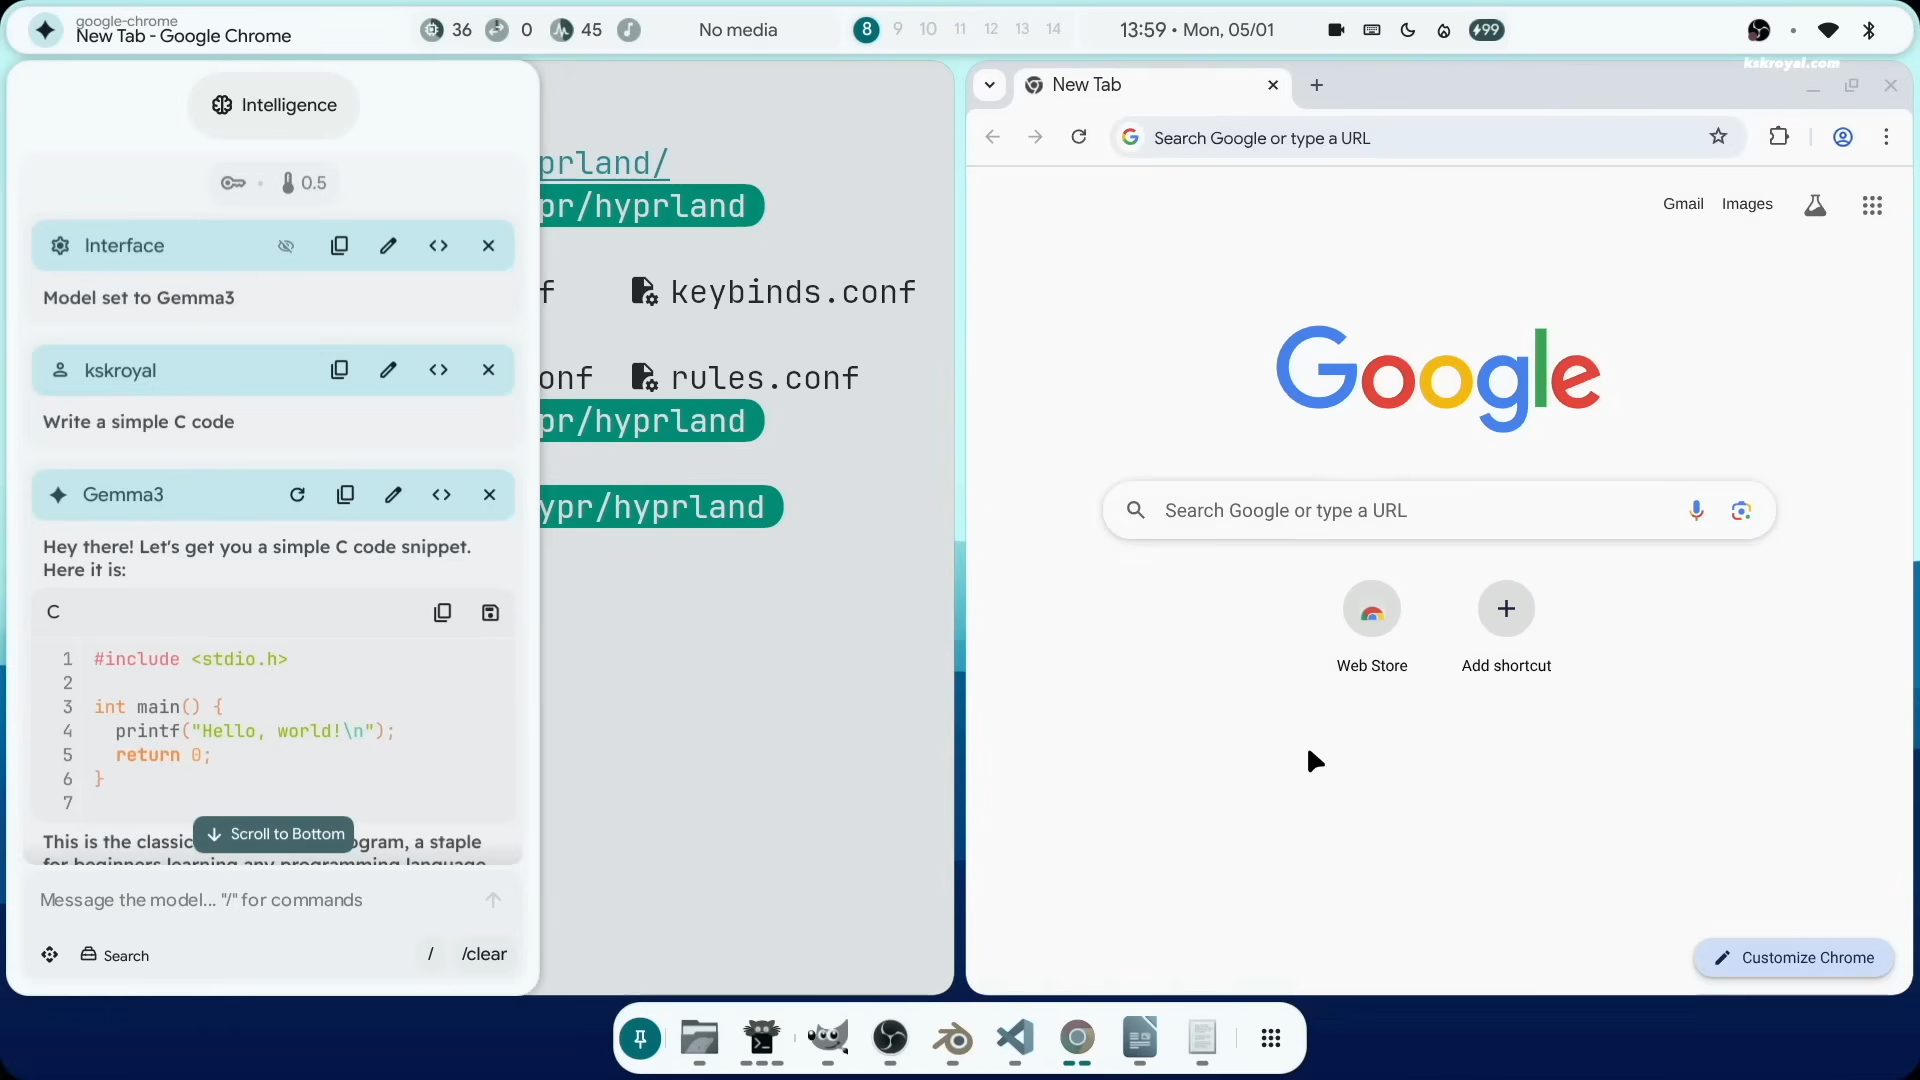 google-chrome
New Tab - Google Chrome
36
0
45
No media
8 9 10 11 12 13 14
13:59 • Mon, 05/01
99
kskroyal.com
Intelligence
0.5
Interface
Model set to Gemma3
kskroyal
Write a simple C code
Gemma3
Hey there! Let's get you a simple C code snippet.
Here it is:
C
1 #include <stdio.h>
2
3 int main() {
4 printf("Hello, world!\n");
5 return 0;
6 }
7
This is the classic ogram, a staple
for beginners learning any programming language
Scroll to Bottom
Message the model... "/" for commands
Search
/ /clear
prland/
pr/hyprland
f keybinds.conf
onf rules.conf
pr/hyprland
ypr/hyprland
New Tab
Search Google or type a URL
Gmail Images
Google
Search Google or type a URL
Web Store
Add shortcut
Customize Chrome